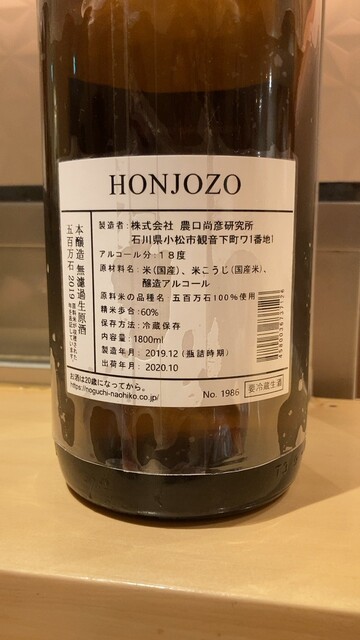 HONJOZO
本醸造 無濾過生原酒
五百万石 2019
製造者：株式会社 農口尚彦研究所
石川県小松市観音下町ワ1番地1
アルコール分：18度
原材料名：米（国産）、米こうじ（国産米）、
醸造アルコール
原料米の品種名：五百万石100％使用
精米歩合：60%
保存方法：冷蔵保存
内容量：1800ml
製造年月：2019.12（瓶詰時期）
出荷年月：2020.10
お酒は20歳になってから。
https://noguchi-naohiko.co.jp/
No. 1986
要冷蔵生酒